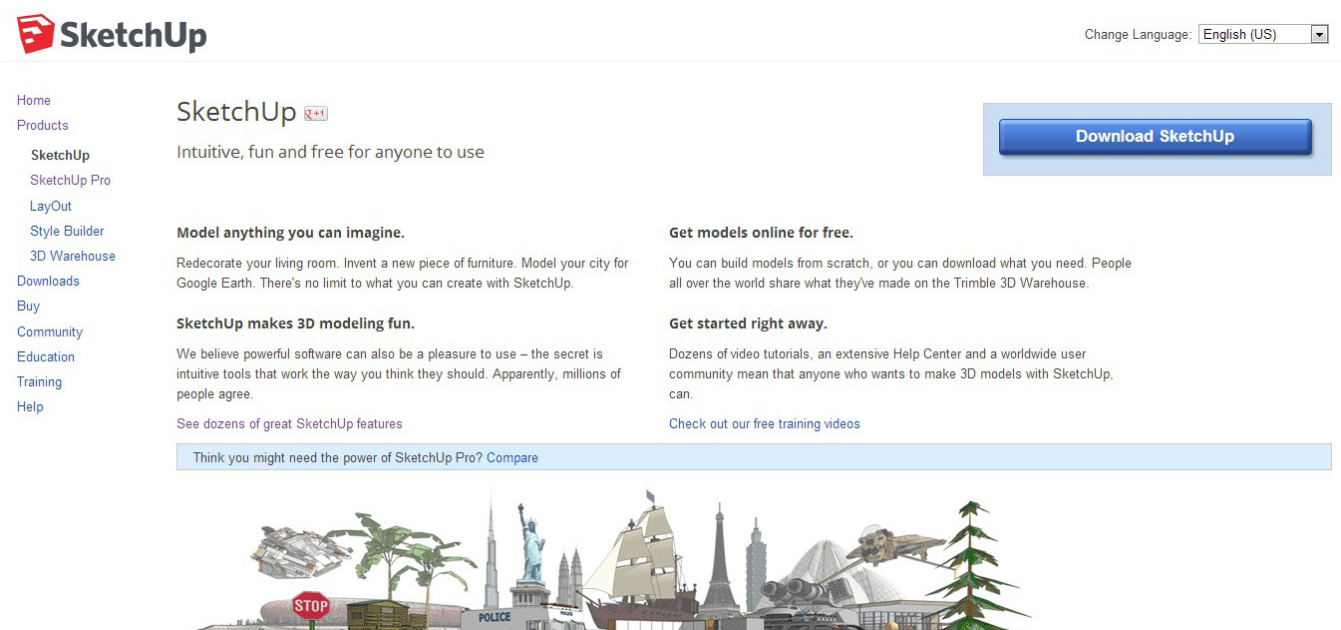 SketchUp
Change Language: English (US)
Home
Products
SketchUp
SketchUp Pro
LayOut
Style Builder
3D Warehouse
Downloads
Buy
Community
Education
Training
Help
SketchUp +1
Intuitive, fun and free for anyone to use
Download SketchUp
Model anything you can imagine.
Redecorate your living room. Invent a new piece of furniture. Model your city for
Google Earth. There's no limit to what you can create with SketchUp.
SketchUp makes 3D modeling fun.
We believe powerful software can also be a pleasure to use – the secret is
intuitive tools that work the way you think they should. Apparently, millions of
people agree.
See dozens of great SketchUp features
Get models online for free.
You can build models from scratch, or you can download what you need. People
all over the world share what they've made on the Trimble 3D Warehouse.
Get started right away.
Dozens of video tutorials, an extensive Help Center and a worldwide user
community mean that anyone who wants to make 3D models with SketchUp,
can.
Check out our free training videos
Think you might need the power of SketchUp Pro? Compare
STOP
POLICE
POLICE